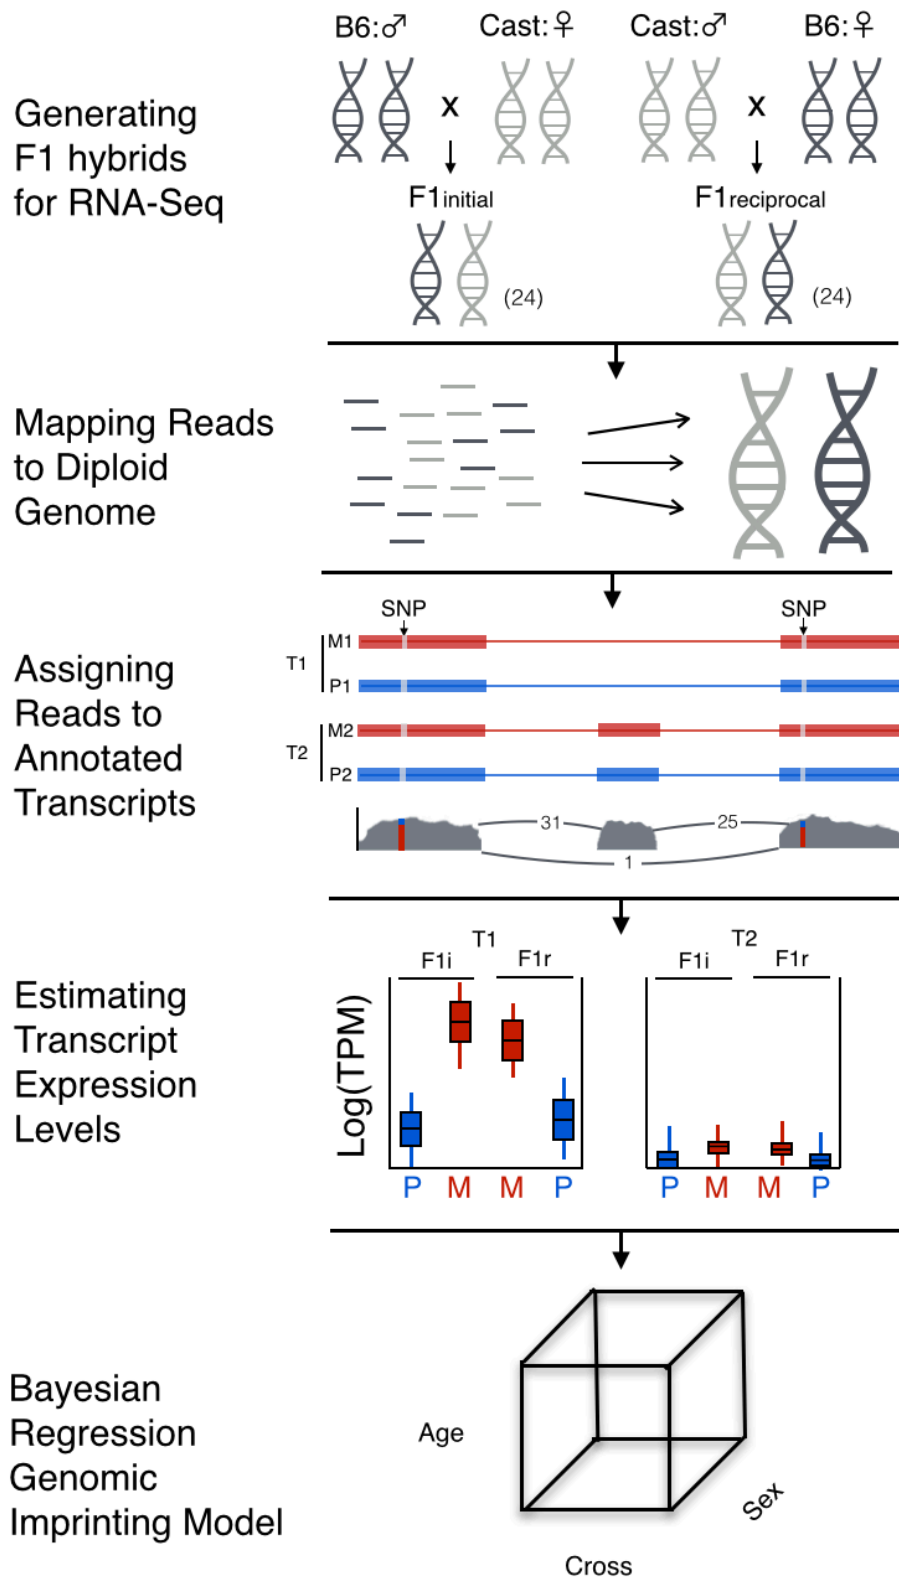 B6:♂ Cast:♀ Cast:♂ B6:♀
Generating
F1 hybrids
for RNA-Seq
x x
F1initial F1reciprocal
(24) (24)
Mapping Reads
to Diploid
Genome
SNP SNP
Assigning
Reads to
Annotated
Transcripts
T1
M1
P1
T2
M2
P2
31 25
1
Estimating
Transcript
Expression
Levels
T1 T2
F1i F1r F1i F1r
Log(TPM)
P M M P P M M P
Bayesian
Regression
Genomic
Imprinting Model
Age
Sex
Cross